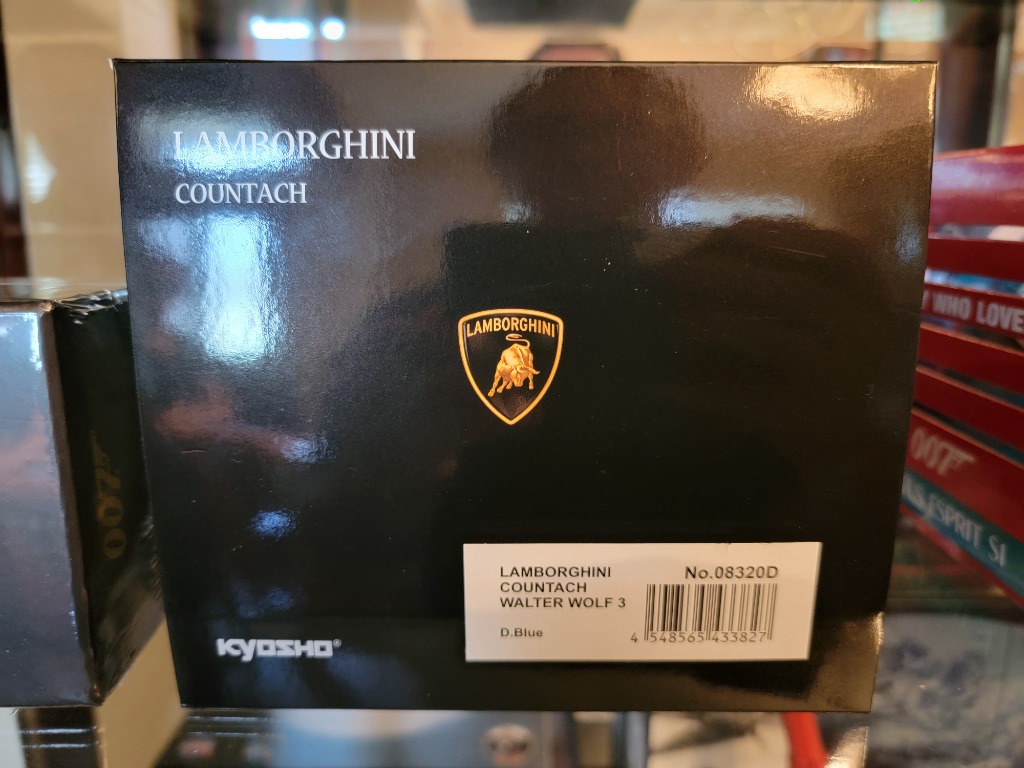 LAMBORGHINI
COUNTACH
LAMBORGHINI
LAMBORGHINI
COUNTACH
WALTER WOLF 3
No.08320D
D.Blue
4 548565 433827
KYOSHO®
007
WHO LOVE
007
ESPRIT S1